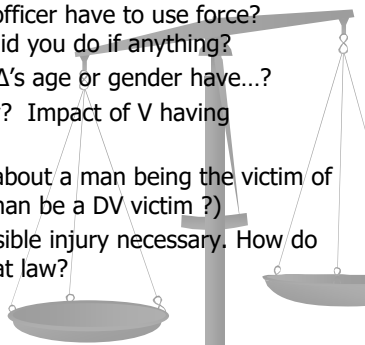 officer have to use force?
id you do if anything?
Δ's age or gender have…?
? Impact of V having
about a man being the victim of
nan be a DV victim ?)
sible injury necessary. How do
at law?